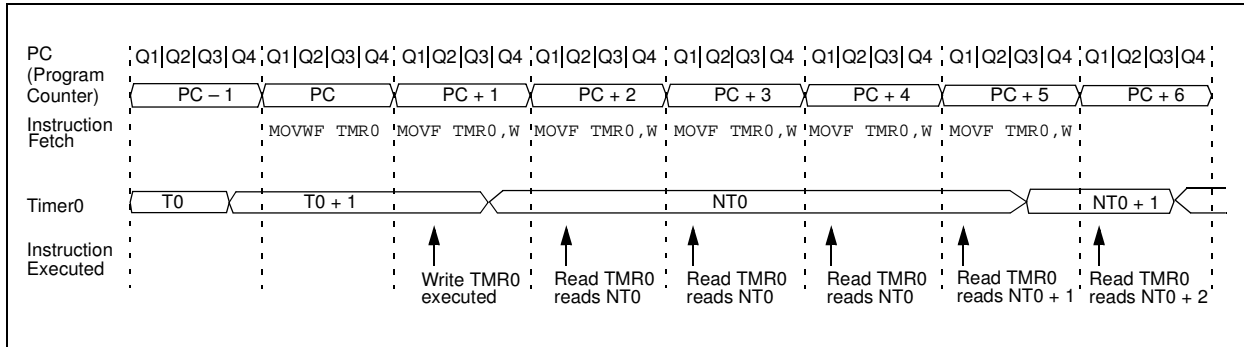 PC
(Program
Counter)
Q1|Q2|Q3|Q4 Q1|Q2|Q3|Q4 Q1|Q2|Q3|Q4 Q1|Q2|Q3|Q4 Q1|Q2|Q3|Q4 Q1|Q2|Q3|Q4 Q1|Q2|Q3|Q4 Q1|Q2|Q3|Q4
PC – 1 PC PC + 1 PC + 2 PC + 3 PC + 4 PC + 5 PC + 6
Instruction
Fetch
MOVWF TMR0 MOVF TMR0,W MOVF TMR0,W MOVF TMR0,W MOVF TMR0,W MOVF TMR0,W
Timer0
T0 T0 + 1 NT0 NT0 + 1
Instruction
Executed
Write TMR0
executed
Read TMR0
reads NT0
Read TMR0
reads NT0
Read TMR0
reads NT0
Read TMR0
reads NT0 + 1
Read TMR0
reads NT0 + 2